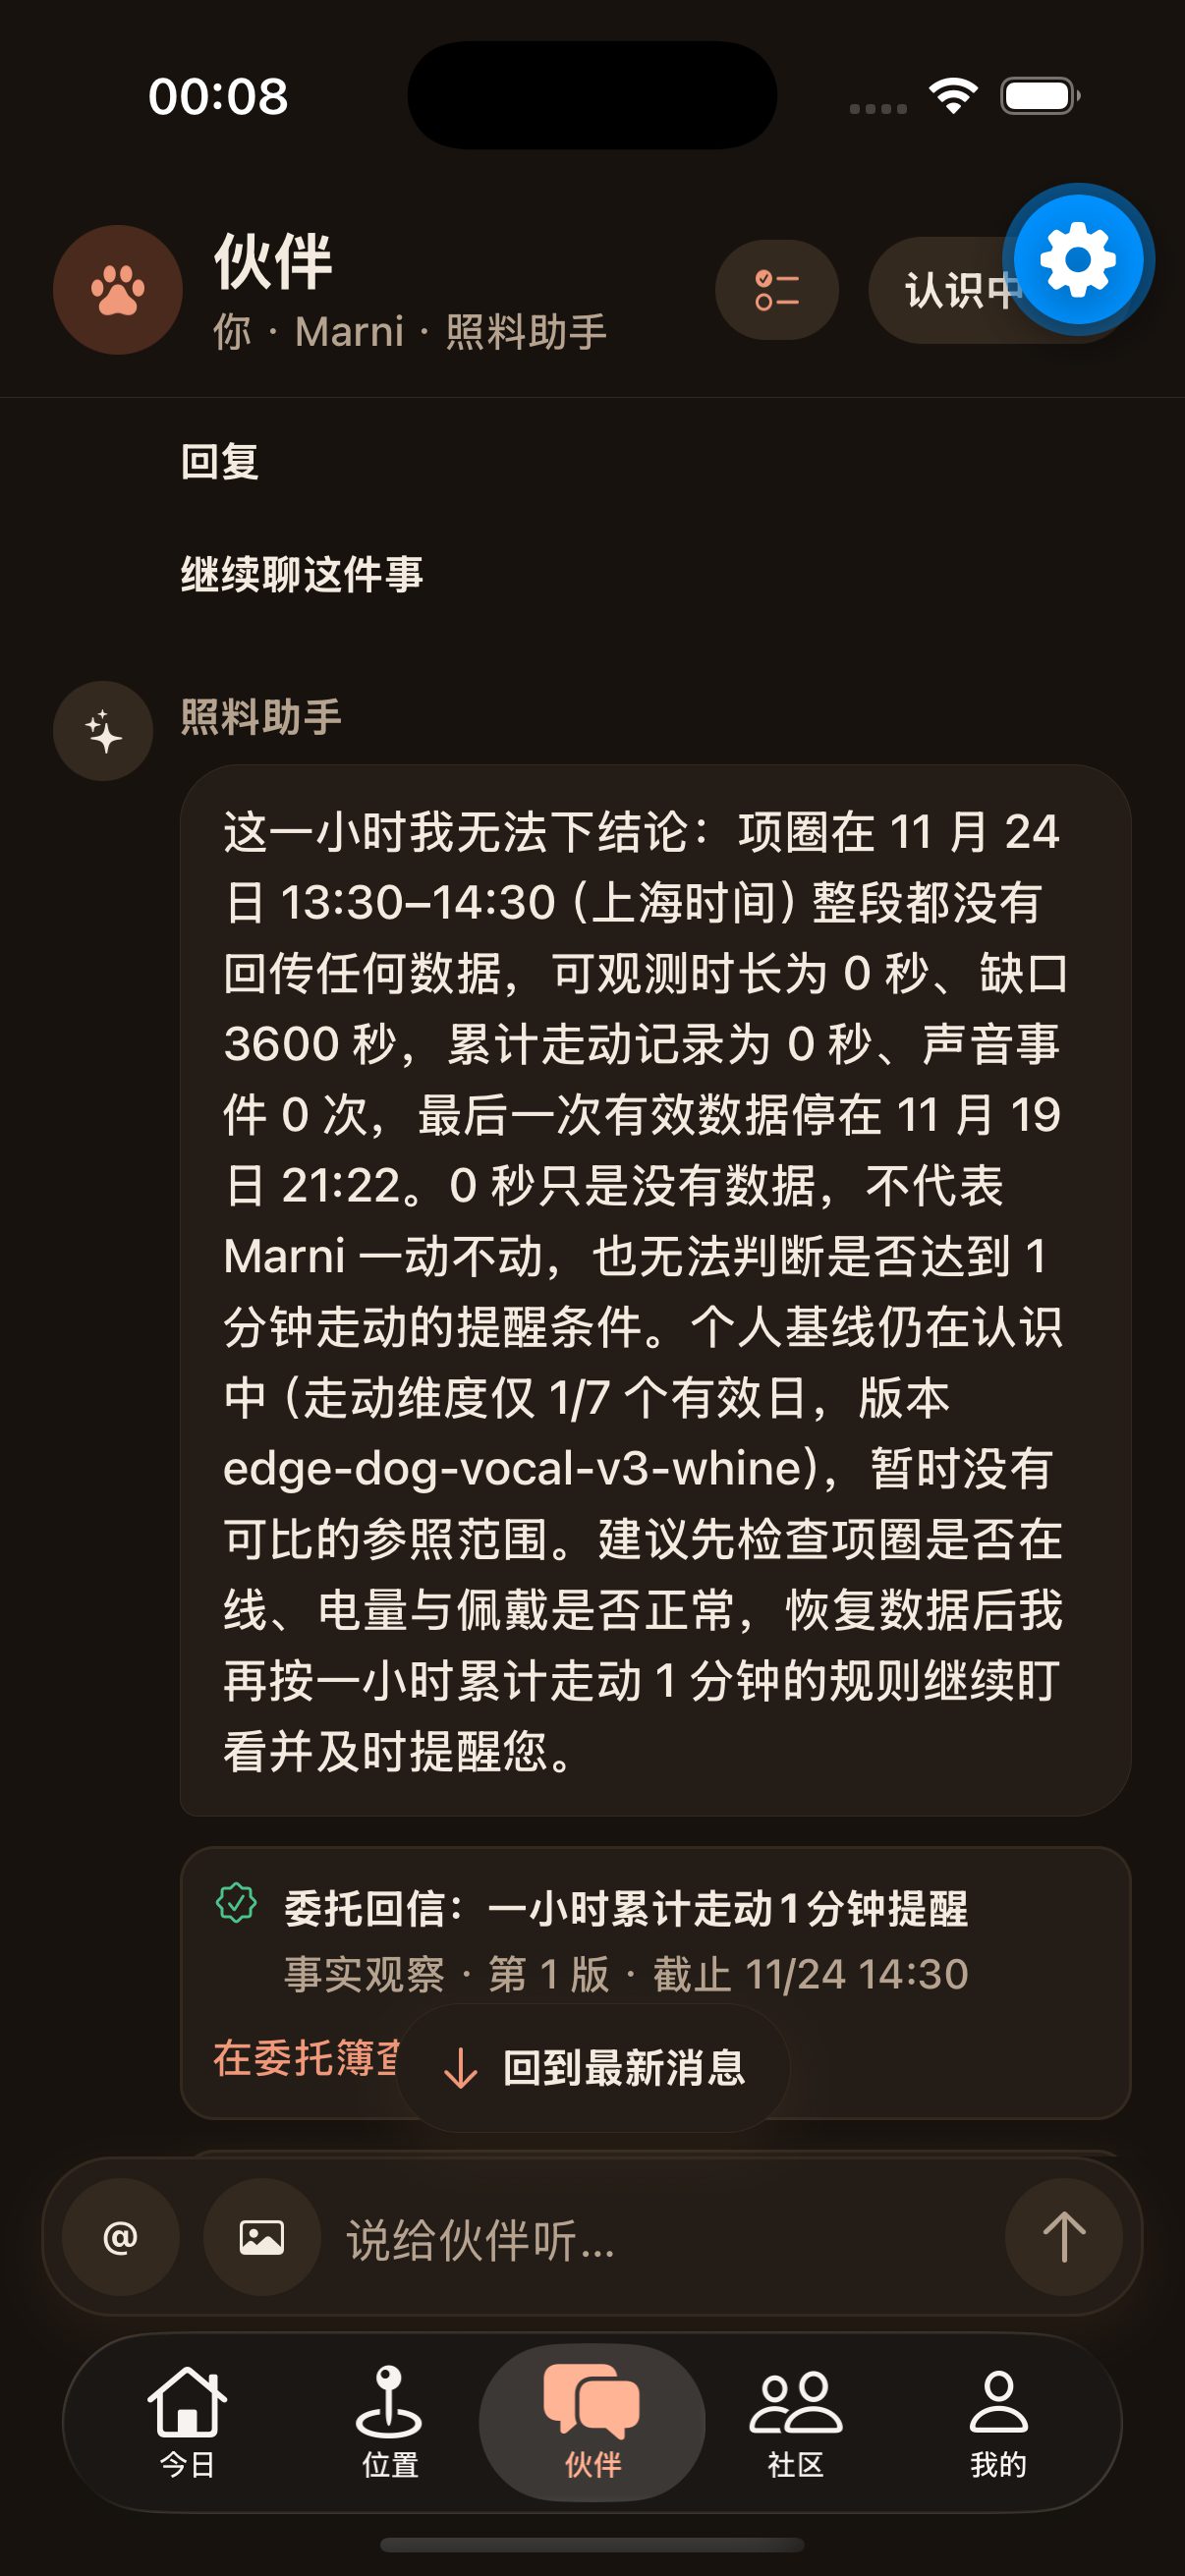 00:08
伙伴
你 · Marni · 照料助手
认识中
回复
继续聊这件事
照料助手
这一小时我无法下结论：项圈在 11 月 24
日 13:30–14:30（上海时间）整段都没有
回传任何数据，可观测时长为 0 秒、缺口
3600 秒，累计走动记录为 0 秒、声音事
件 0 次，最后一次有效数据停在 11 月 19
日 21:22。0 秒只是没有数据，不代表
Marni 一动不动，也无法判断是否达到 1
分钟走动的提醒条件。个人基线仍在认识
中（走动维度仅 1/7 个有效日，版本
edge-dog-vocal-v3-whine），暂时没有
可比的参照范围。建议先检查项圈是否在
线、电量与佩戴是否正常，恢复数据后我
再按一小时累计走动 1 分钟的规则继续盯
看并及时提醒您。
委托回信：一小时累计走动1分钟提醒
事实观察 · 第 1 版 · 截止 11/24 14:30
在委托簿查
回到最新消息
@
说给伙伴听...
今日
位置
伙伴
社区
我的